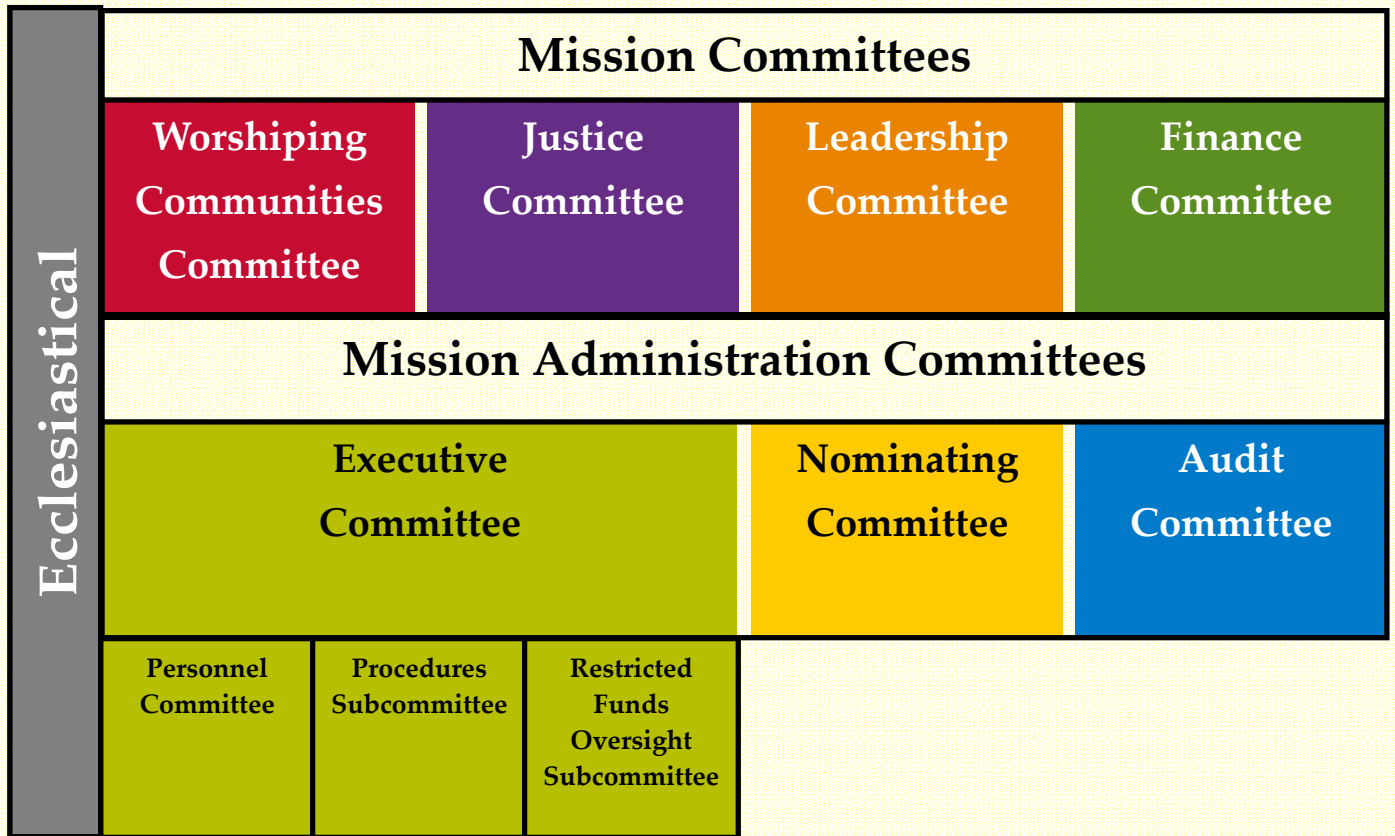 Ecclesiastical
Mission Committees
Worshiping
Communities
Committee
Justice
Committee
Leadership
Committee
Finance
Committee
Mission Administration Committees
Executive
Committee
Nominating
Committee
Audit
Committee
Personnel
Committee
Procedures
Subcommittee
Restricted
Funds
Oversight
Subcommittee